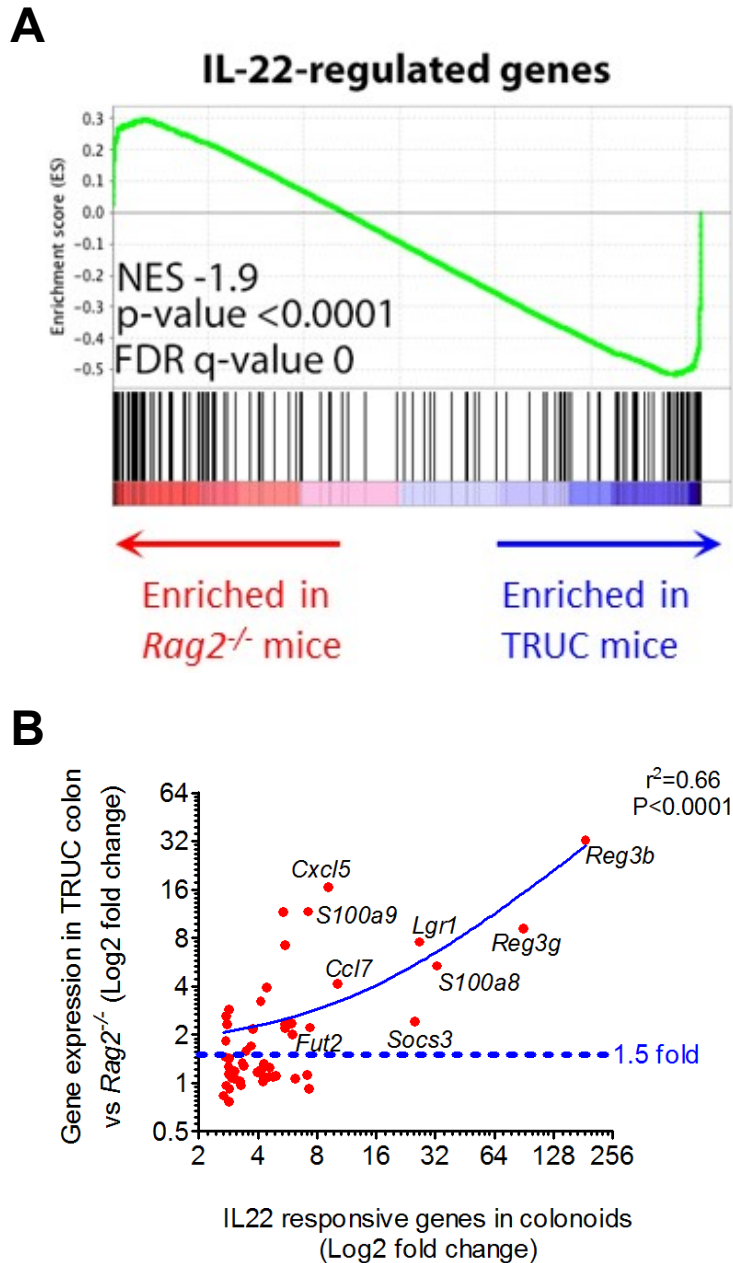 A
IL-22-regulated genes
Enrichment score (ES)
0.3
0.2
0.1
0.0
-0.1
-0.2
-0.3
-0.4
-0.5
NES -1.9
p-value <0.0001
FDR q-value 0
Enriched in
Rag2-/- mice
Enriched in
TRUC mice
B
Gene expression in TRUC colon
vs Rag2-/- (Log2 fold change)
64
32
16
8
4
2
1
0.5
r2=0.66
P<0.0001
Reg3b
Cxcl5
S100a9
Lgr1
Reg3g
Ccl7
S100a8
Fut2
Socs3
1.5 fold
2 4 8 16 32 64 128 256
IL22 responsive genes in colonoids
(Log2 fold change)